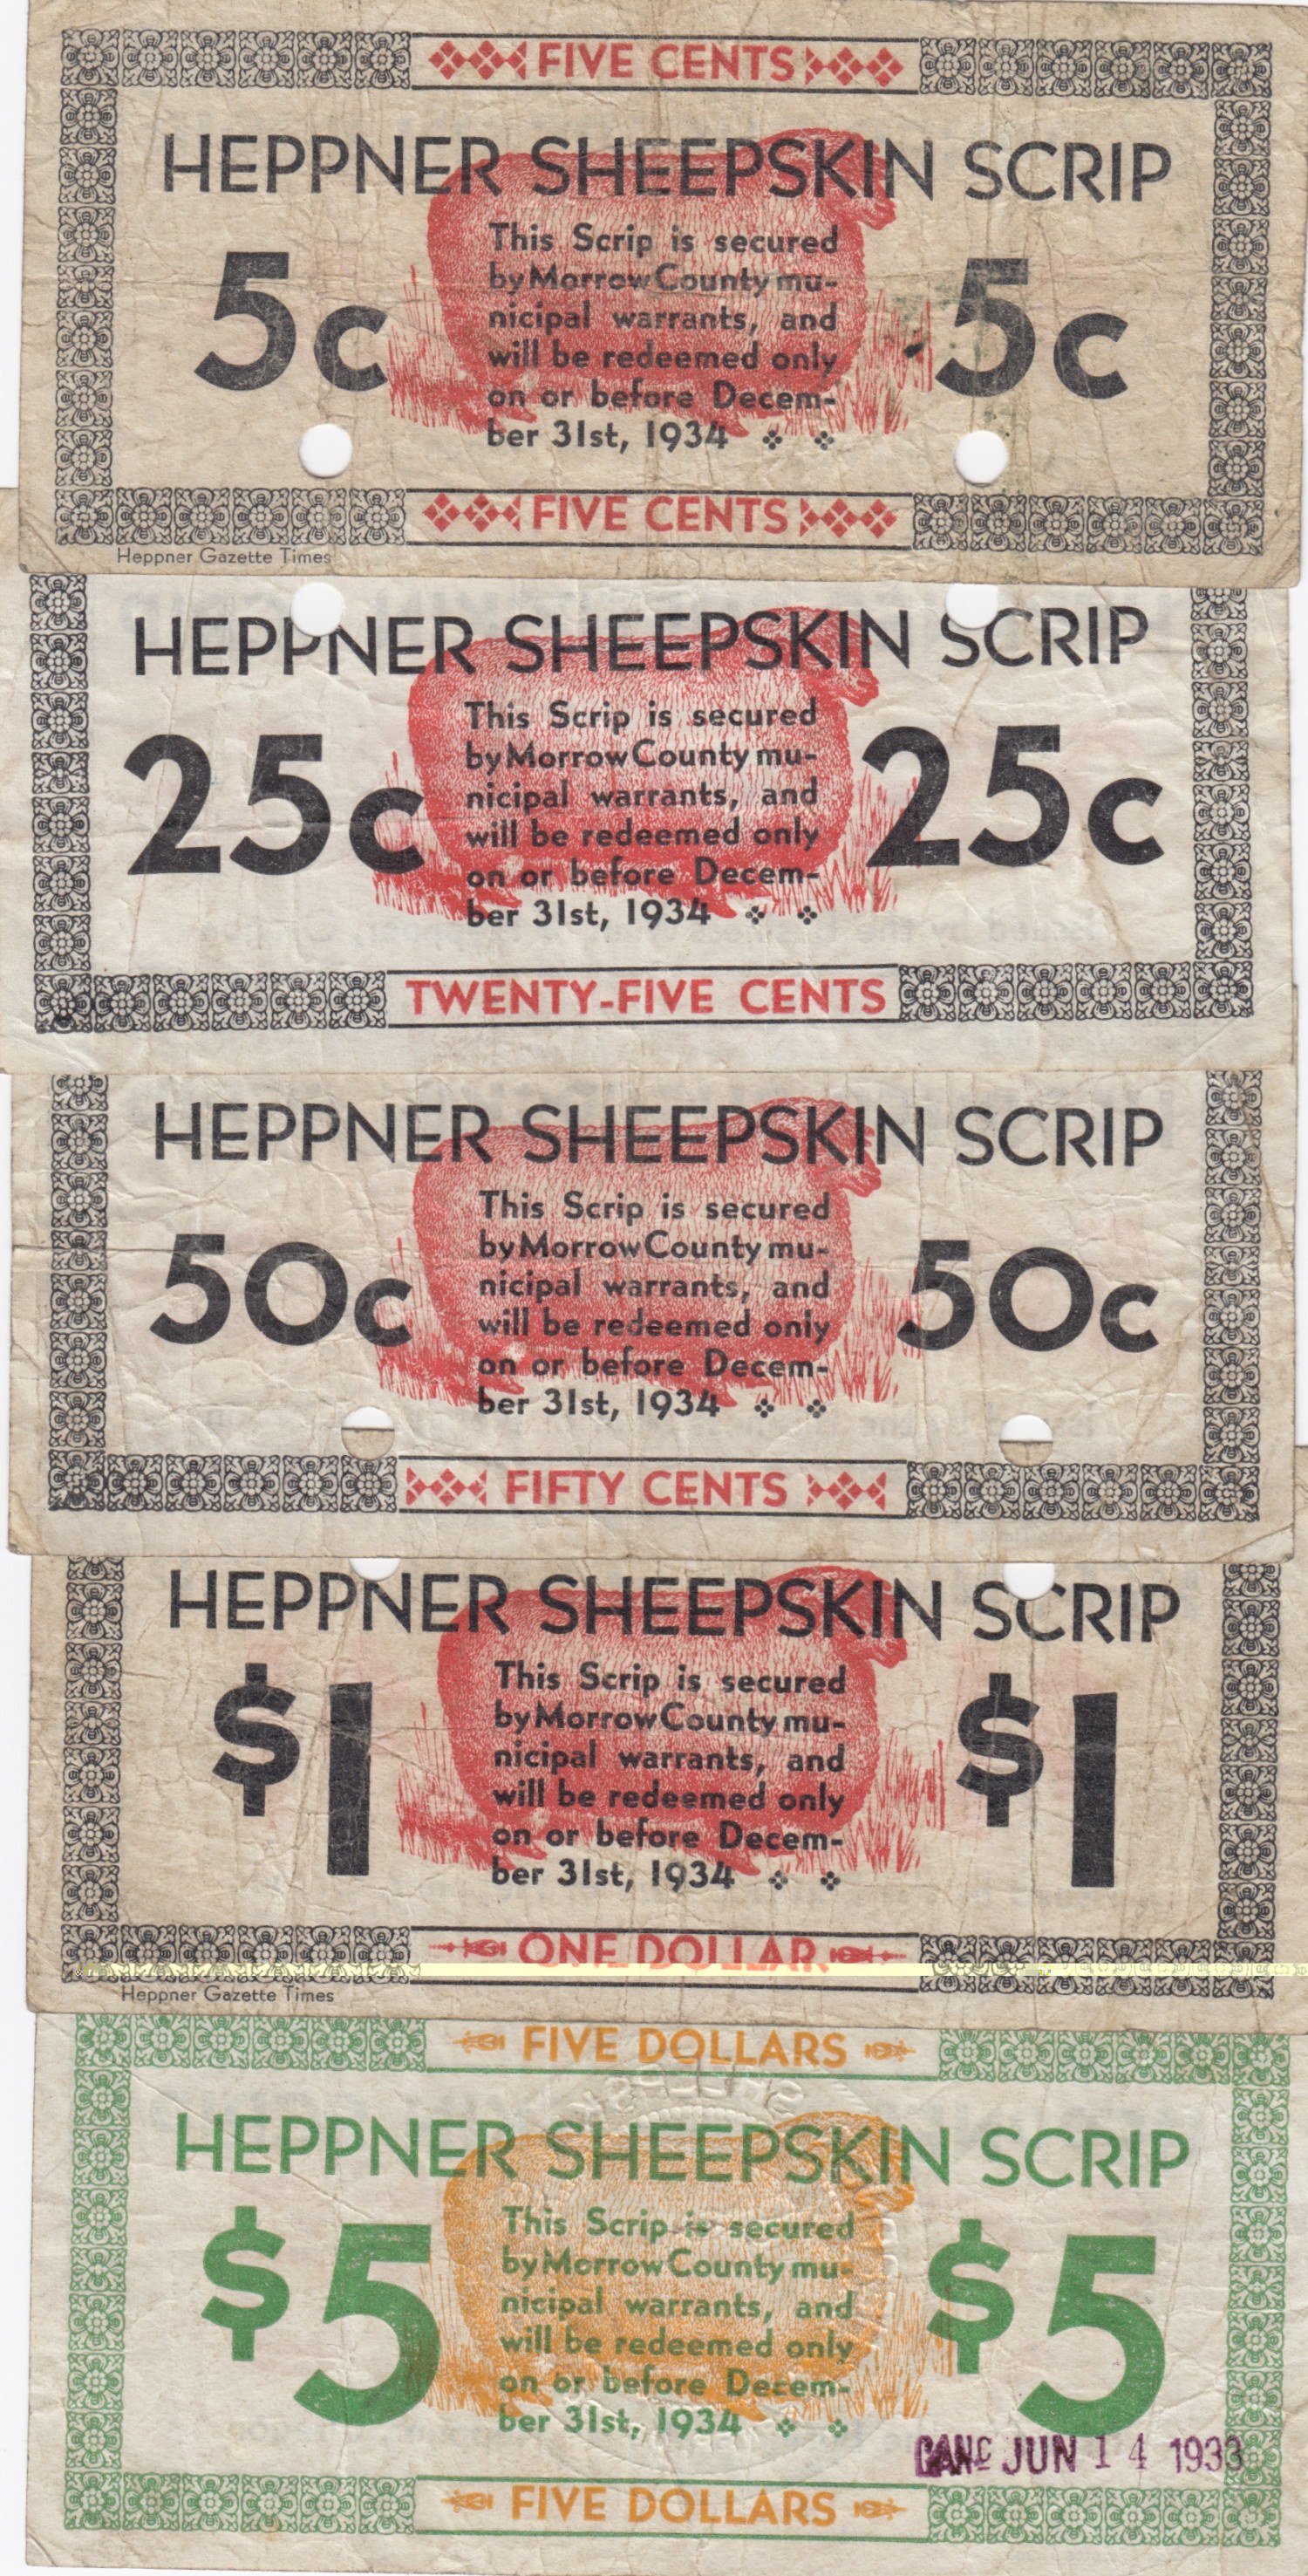 FIVE CENTS
HEPPNER SHEEPSKIN SCRIP
5c
This Scrip is secured
by Morrow County mu-
nicipal warrants, and
will be redeemed only
on or before Decem-
ber 31st, 1934
5c
FIVE CENTS
Heppner Gazette Times
HEPPNER SHEEPSKIN SCRIP
25c
This Scrip is secured
by Morrow County mu-
nicipal warrants, and
will be redeemed only
on or before Decem-
ber 31st, 1934
25c
TWENTY-FIVE CENTS
HEPPNER SHEEPSKIN SCRIP
50c
This Scrip is secured
by Morrow County mu-
nicipal warrants, and
will be redeemed only
on or before Decem-
ber 31st, 1934
50c
FIFTY CENTS
HEPPNER SHEEPSKIN SCRIP
$1
This Scrip is secured
by Morrow County mu-
nicipal warrants, and
will be redeemed only
on or before Decem-
ber 31st, 1934
$1
ONE DOLLAR
Heppner Gazette Times
FIVE DOLLARS
HEPPNER SHEEPSKIN SCRIP
$5
This Scrip is secured
by Morrow County mu-
nicipal warrants, and
will be redeemed only
on or before Decem-
ber 31st, 1934
$5
CANC JUN 14 1933
FIVE DOLLARS